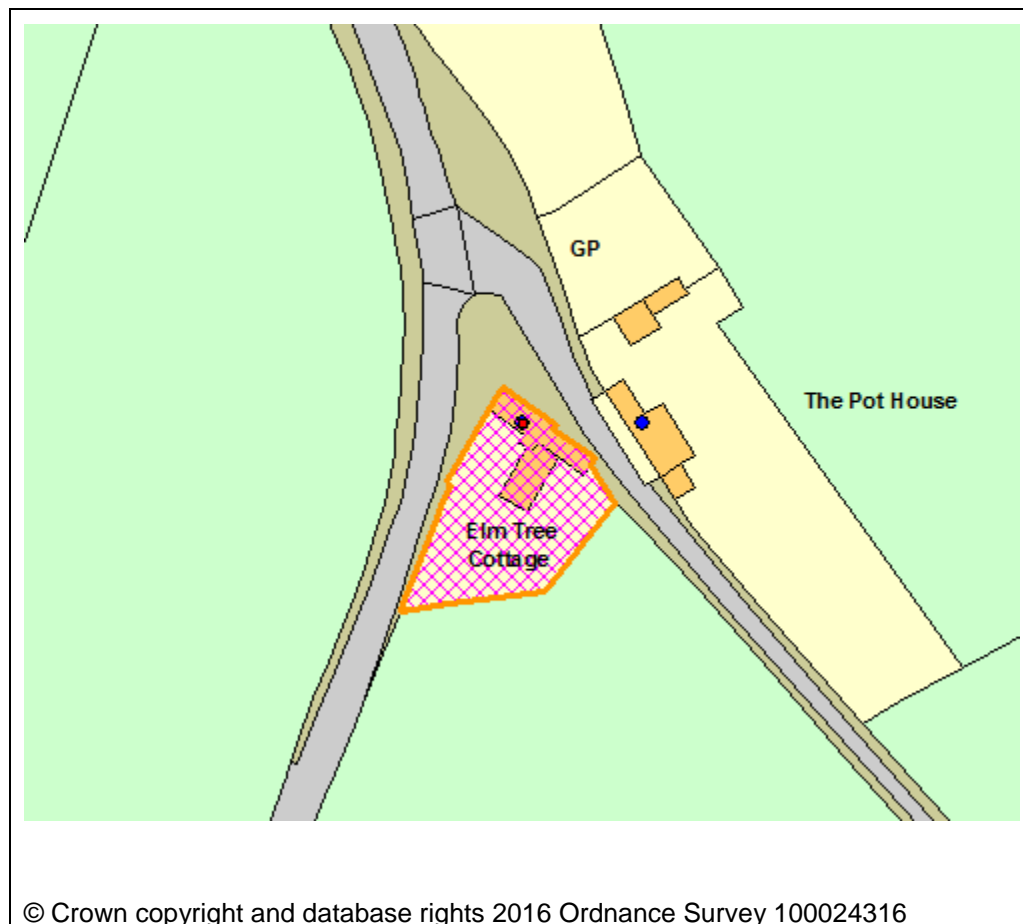 GP
The Pot House
Elm Tree
Cottage
© Crown copyright and database rights 2016 Ordnance Survey 100024316